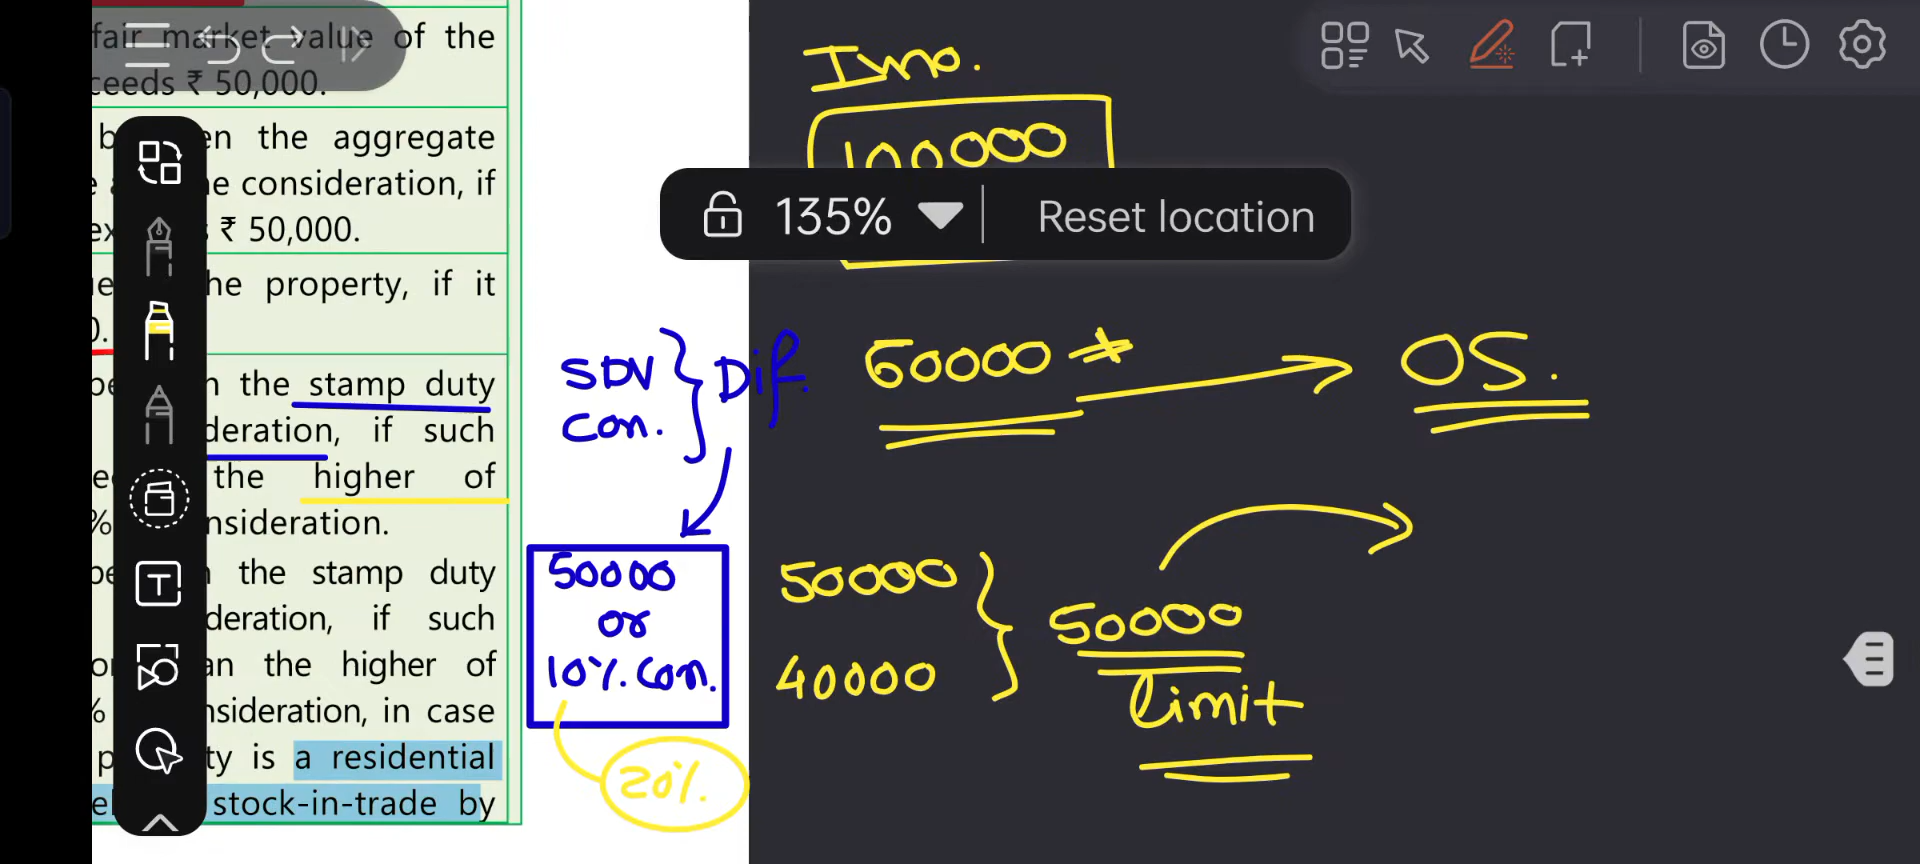 fair market value of the
ceeds ₹ 50,000.
en the aggregate
he consideration, if
₹ 50,000.
he property, if it
0.
the stamp duty
deration, if such
the higher of
% nsideration.
the stamp duty
deration, if such
an the higher of
% nsideration, in case
ty is a residential
stock-in-trade by
SDV
Con.
Dif.
50000
or
10% Con.
20%
Imo.
100000
135%
Reset location
60000
OS.
50000
40000
50000
limit
T